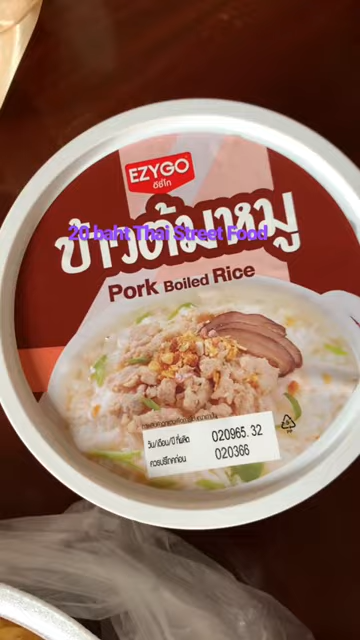 EZYGO
อีซี่โก
ข้าวต้มหมู
20 baht Thai Street Food
Pork Boiled Rice
วัน/เดือน/ปี ที่ผลิต 020965. 32
ควรบริโภคก่อน 020366
PP